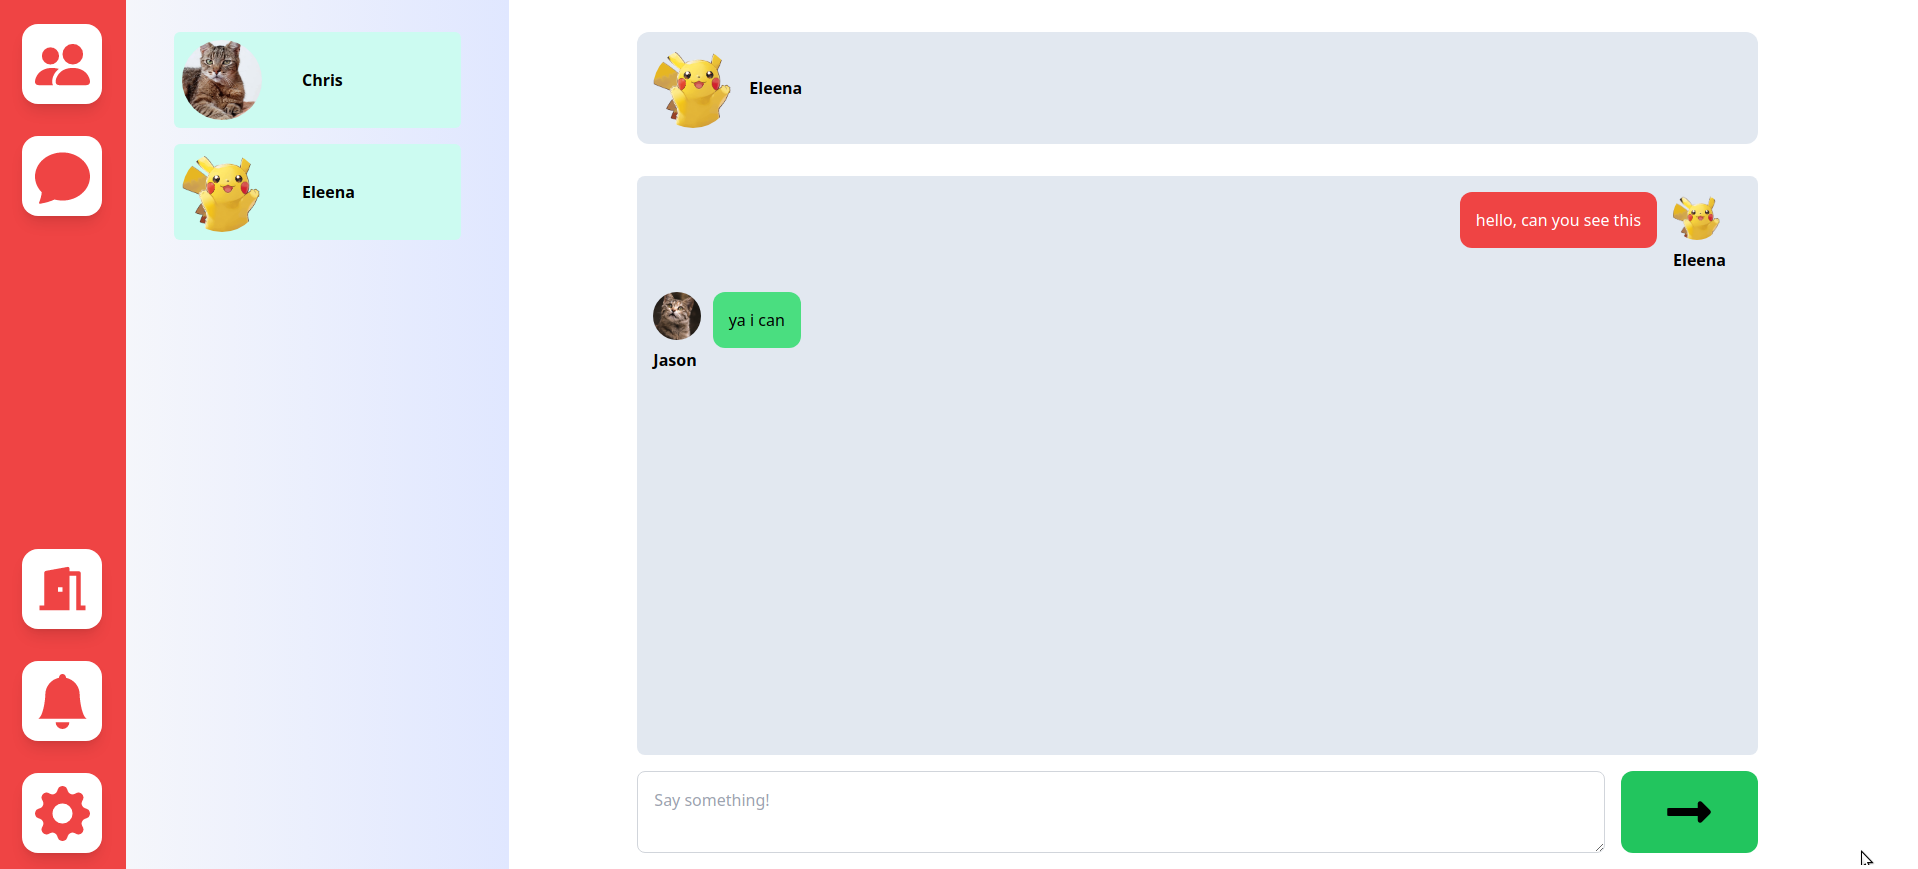 Chris
Eleena
Eleena
hello, can you see this
Eleena
ya i can
Jason
Say something!